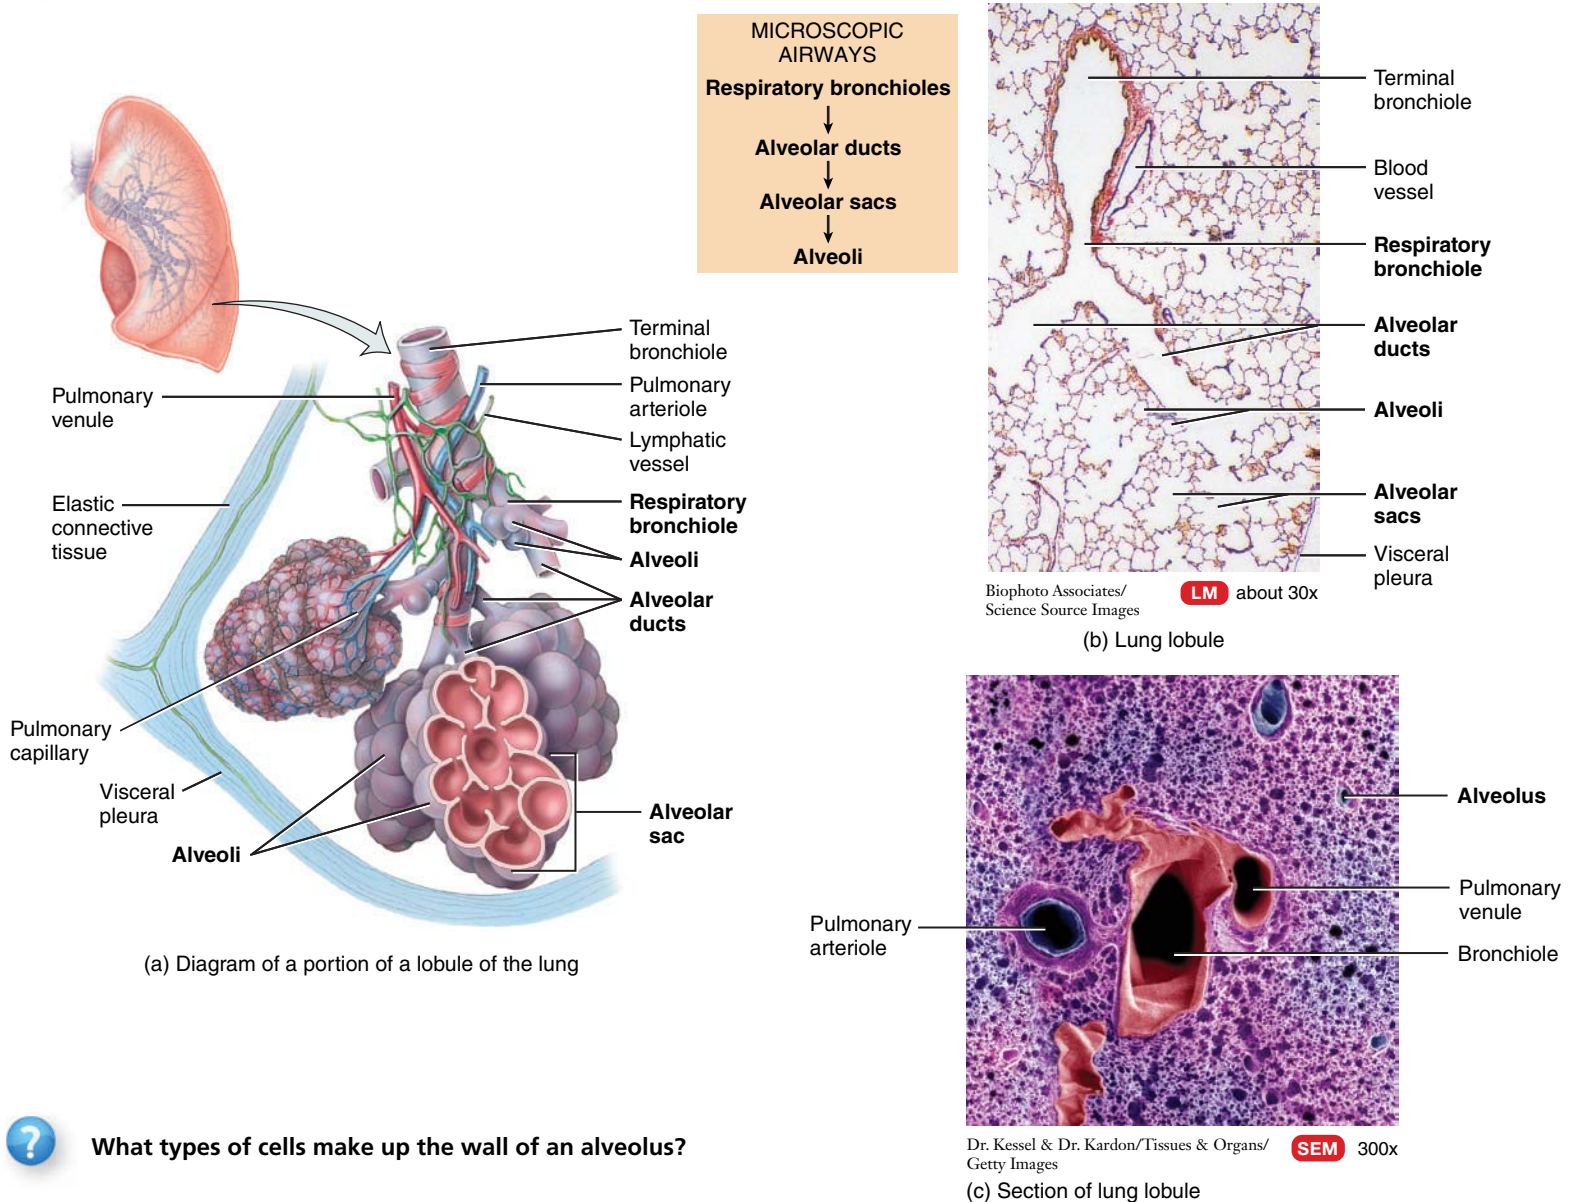 MICROSCOPIC
AIRWAYS
Respiratory bronchioles
Alveolar ducts
Alveolar sacs
Alveoli
Terminal
bronchiole
Pulmonary
arteriole
Lymphatic
vessel
Respiratory
bronchiole
Alveoli
Alveolar
ducts
Alveolar
sac
Pulmonary
venule
Elastic
connective
tissue
Pulmonary
capillary
Visceral
pleura
Alveoli
(a) Diagram of a portion of a lobule of the lung
Terminal
bronchiole
Blood
vessel
Respiratory
bronchiole
Alveolar
ducts
Alveoli
Alveolar
sacs
Visceral
pleura
Biophoto Associates/
Science Source Images
LM about 30x
(b) Lung lobule
Alveolus
Pulmonary
venule
Bronchiole
Pulmonary
arteriole
Dr. Kessel & Dr. Kardon/Tissues & Organs/
Getty Images
SEM 300x
(c) Section of lung lobule
? What types of cells make up the wall of an alveolus?